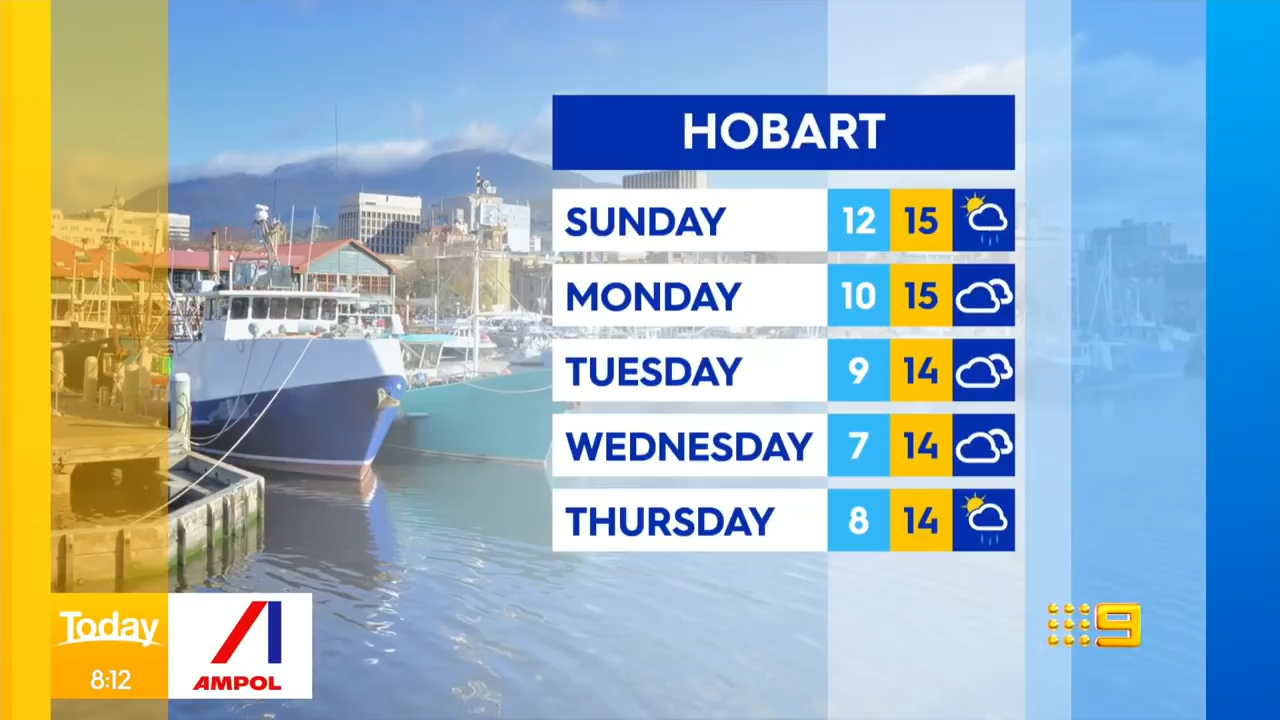 HOBART
SUNDAY 12 15
MONDAY 10 15
TUESDAY 9 14
WEDNESDAY 7 14
THURSDAY 8 14
Today
8:12
AMPOL
9